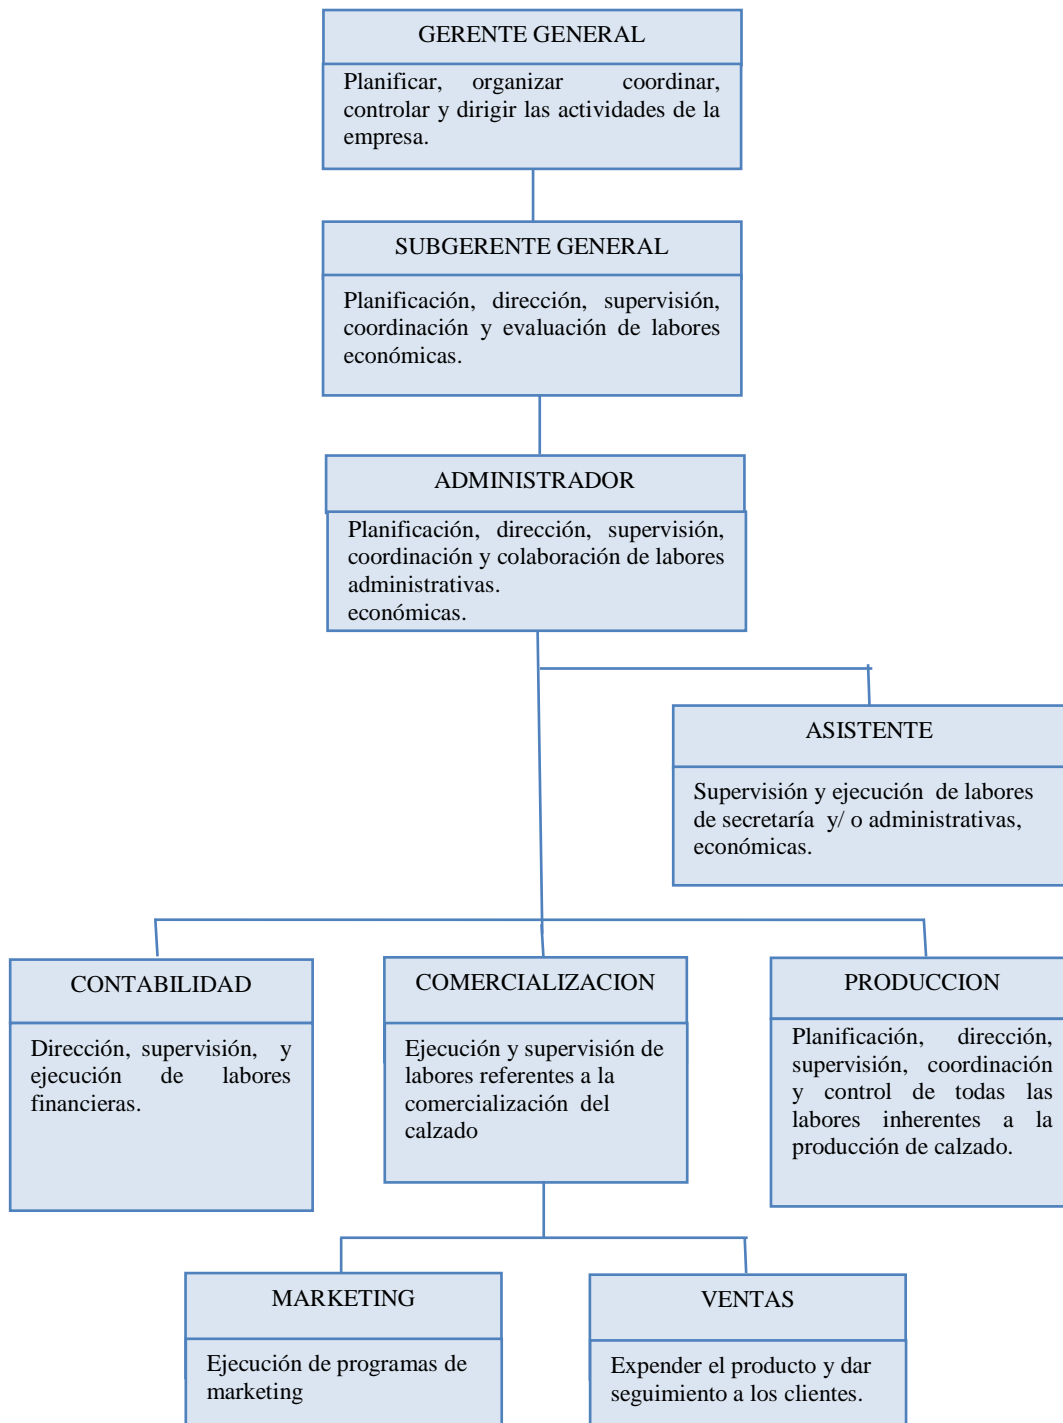 GERENTE GENERAL
Planificar, organizar coordinar,
controlar y dirigir las actividades de la
empresa.
SUBGERENTE GENERAL
Planificación, dirección, supervisión,
coordinación y evaluación de labores
económicas.
ADMINISTRADOR
Planificación, dirección, supervisión,
coordinación y colaboración de labores
administrativas.
económicas.
ASISTENTE
Supervisión y ejecución de labores
de secretaría y/ o administrativas,
económicas.
CONTABILIDAD
Dirección, supervisión, y
ejecución de labores
financieras.
COMERCIALIZACION
Ejecución y supervisión de
labores referentes a la
comercialización del
calzado
PRODUCCION
Planificación, dirección,
supervisión, coordinación
y control de todas las
labores inherentes a la
producción de calzado.
MARKETING
Ejecución de programas de
marketing
VENTAS
Expender el producto y dar
seguimiento a los clientes.